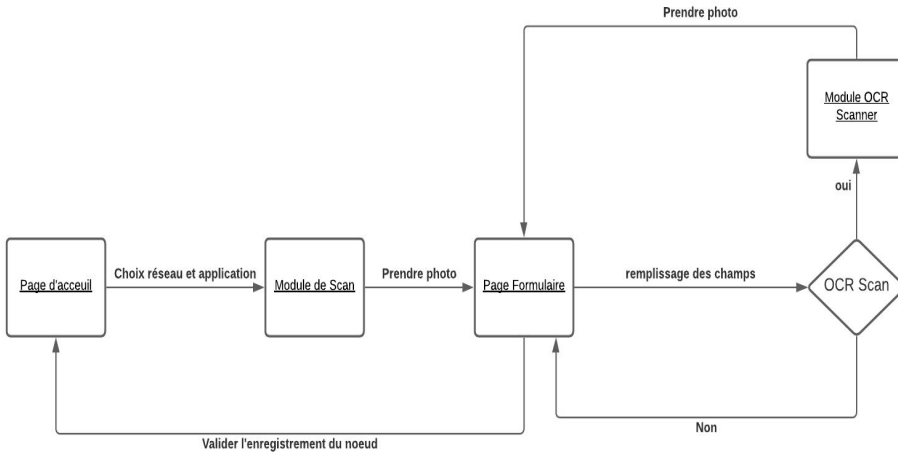 Prendre photo
Module OCR
Scanner
oui
Page d'acceuil
Choix réseau et application
Module de Scan
Prendre photo
Page Formulaire
remplissage des champs
OCR Scan
Non
Valider l'enregistrement du noeud